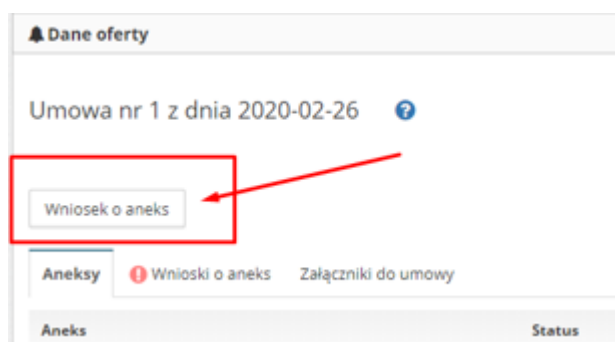 Dane oferty
Umowa nr 1 z dnia 2020-02-26
Wniosek o aneks
Aneksy Wnioski o aneks Załączniki do umowy
Aneks Status